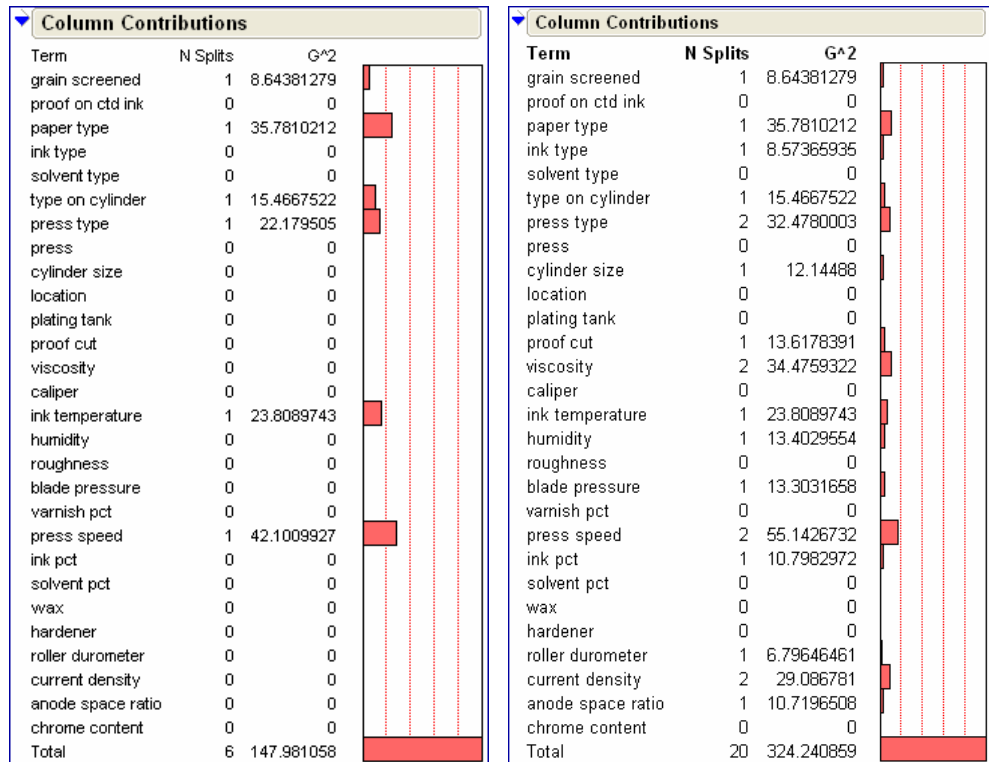 Column Contributions
Term N Splits G^2
grain screened 1 8.64381279
proof on ctd ink 0 0
paper type 1 35.7810212
ink type 0 0
solvent type 0 0
type on cylinder 1 15.4667522
press type 1 22.179505
press 0 0
cylinder size 0 0
location 0 0
plating tank 0 0
proof cut 0 0
viscosity 0 0
caliper 0 0
ink temperature 1 23.8089743
humidity 0 0
roughness 0 0
blade pressure 0 0
varnish pct 0 0
press speed 1 42.1009927
ink pct 0 0
solvent pct 0 0
wax 0 0
hardener 0 0
roller durometer 0 0
current density 0 0
anode space ratio 0 0
chrome content 0 0
Total 6 147.981058
Column Contributions
Term N Splits G^2
grain screened 1 8.64381279
proof on ctd ink 0 0
paper type 1 35.7810212
ink type 1 8.57365935
solvent type 0 0
type on cylinder 1 15.4667522
press type 2 32.4780003
press 0 0
cylinder size 1 12.14488
location 0 0
plating tank 0 0
proof cut 1 13.6178391
viscosity 2 34.4759322
caliper 0 0
ink temperature 1 23.8089743
humidity 1 13.4029554
roughness 0 0
blade pressure 1 13.3031658
varnish pct 0 0
press speed 2 55.1426732
ink pct 1 10.7982972
solvent pct 0 0
wax 0 0
hardener 0 0
roller durometer 1 6.79646461
current density 2 29.086781
anode space ratio 1 10.7196508
chrome content 0 0
Total 20 324.240859